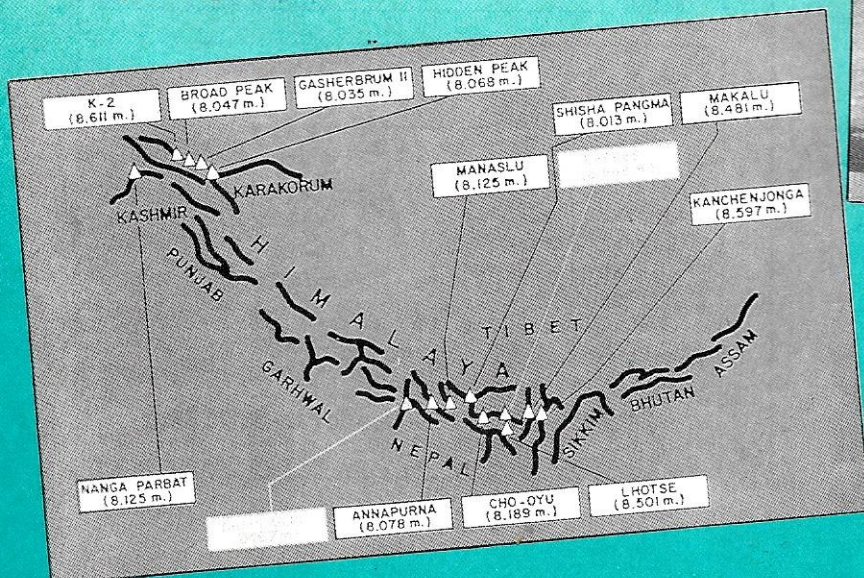 K-2
(8.611 m.)
BROAD PEAK
(8.047 m.)
GASHERBRUM II
(8.035 m.)
HIDDEN PEAK
(8.068 m.)
SHISHA PANGMA
(8.013 m.)
MAKALU
(8.481 m.)
MANASLU
(8.125 m.)
KANCHENJONGA
(8.597 m.)
KARAKORUM
KASHMIR
PUNJAB
HIMALAYA
TIBET
GARHWAL
NEPAL
SIKKIM
BHUTAN
ASSAM
NANGA PARBAT
(8.125 m.)
ANNAPURNA
(8.078 m.)
CHO-OYU
(8.189 m.)
LHOTSE
(8.501 m.)